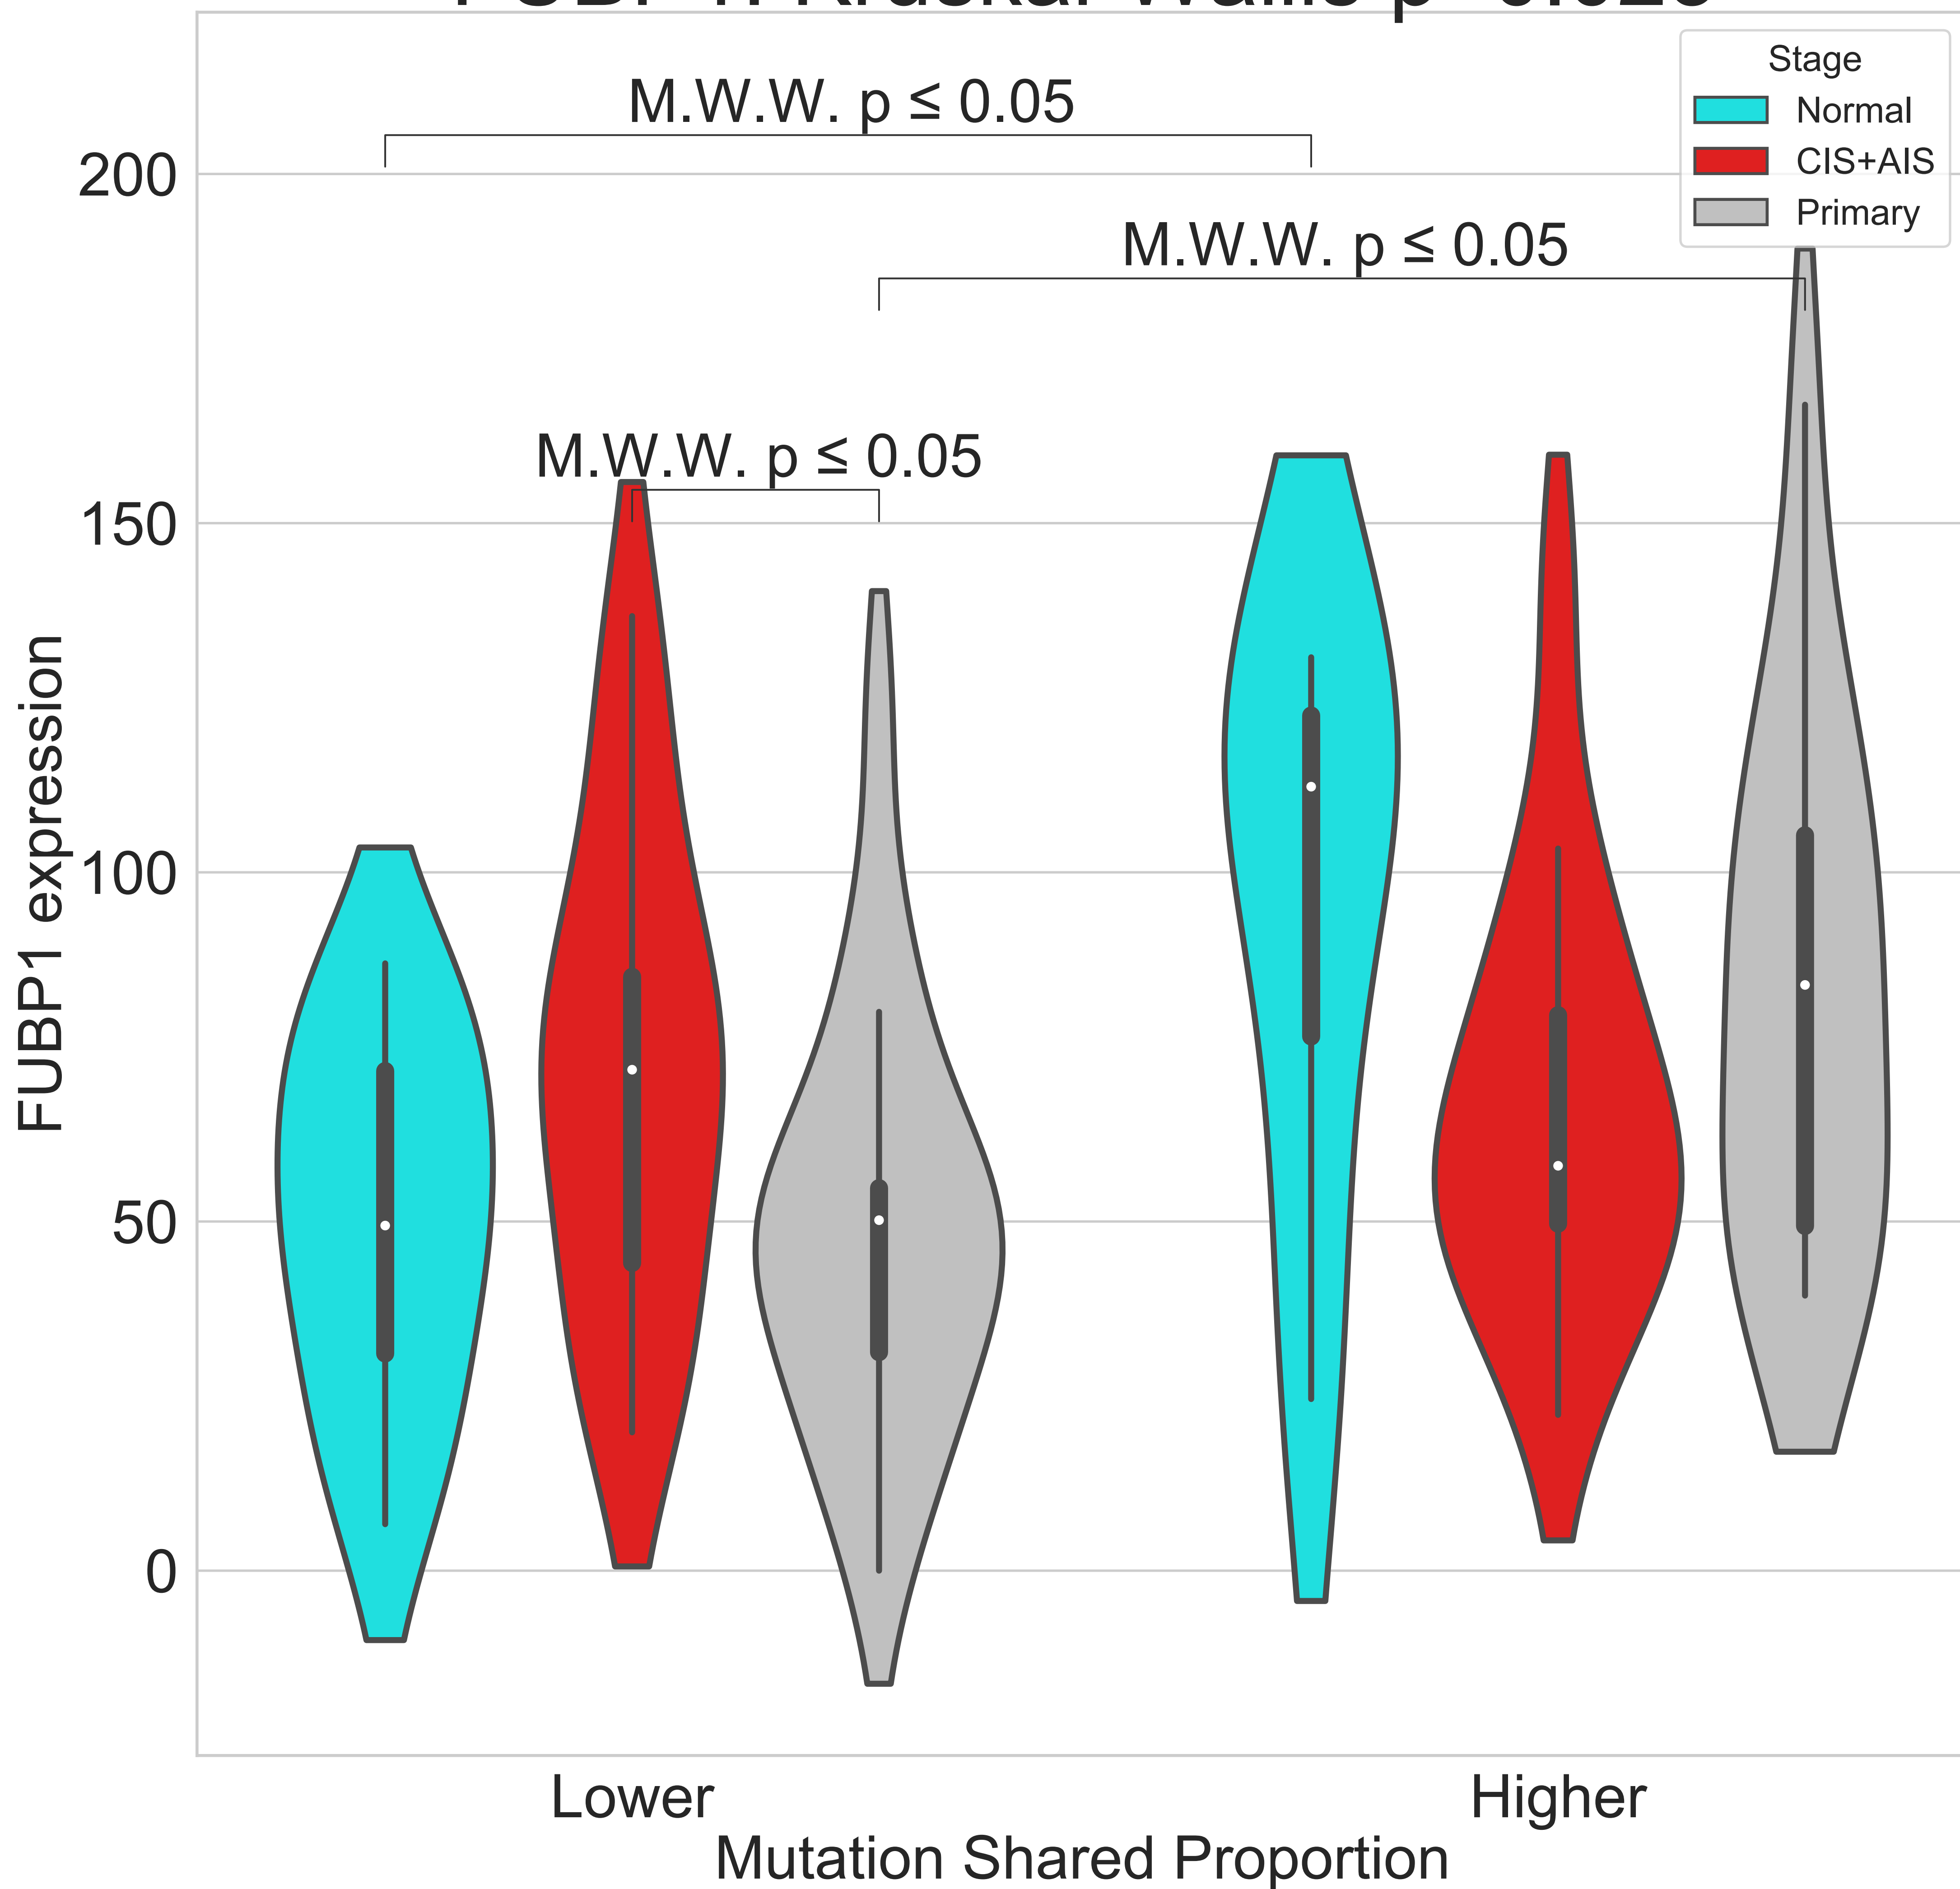 Stage
Normal
CIS+AIS
Primary
M.W.W. p ≤ 0.05
M.W.W. p ≤ 0.05
M.W.W. p ≤ 0.05
200
150
100
50
0
FUBP1 expression
Lower
Higher
Mutation Shared Proportion